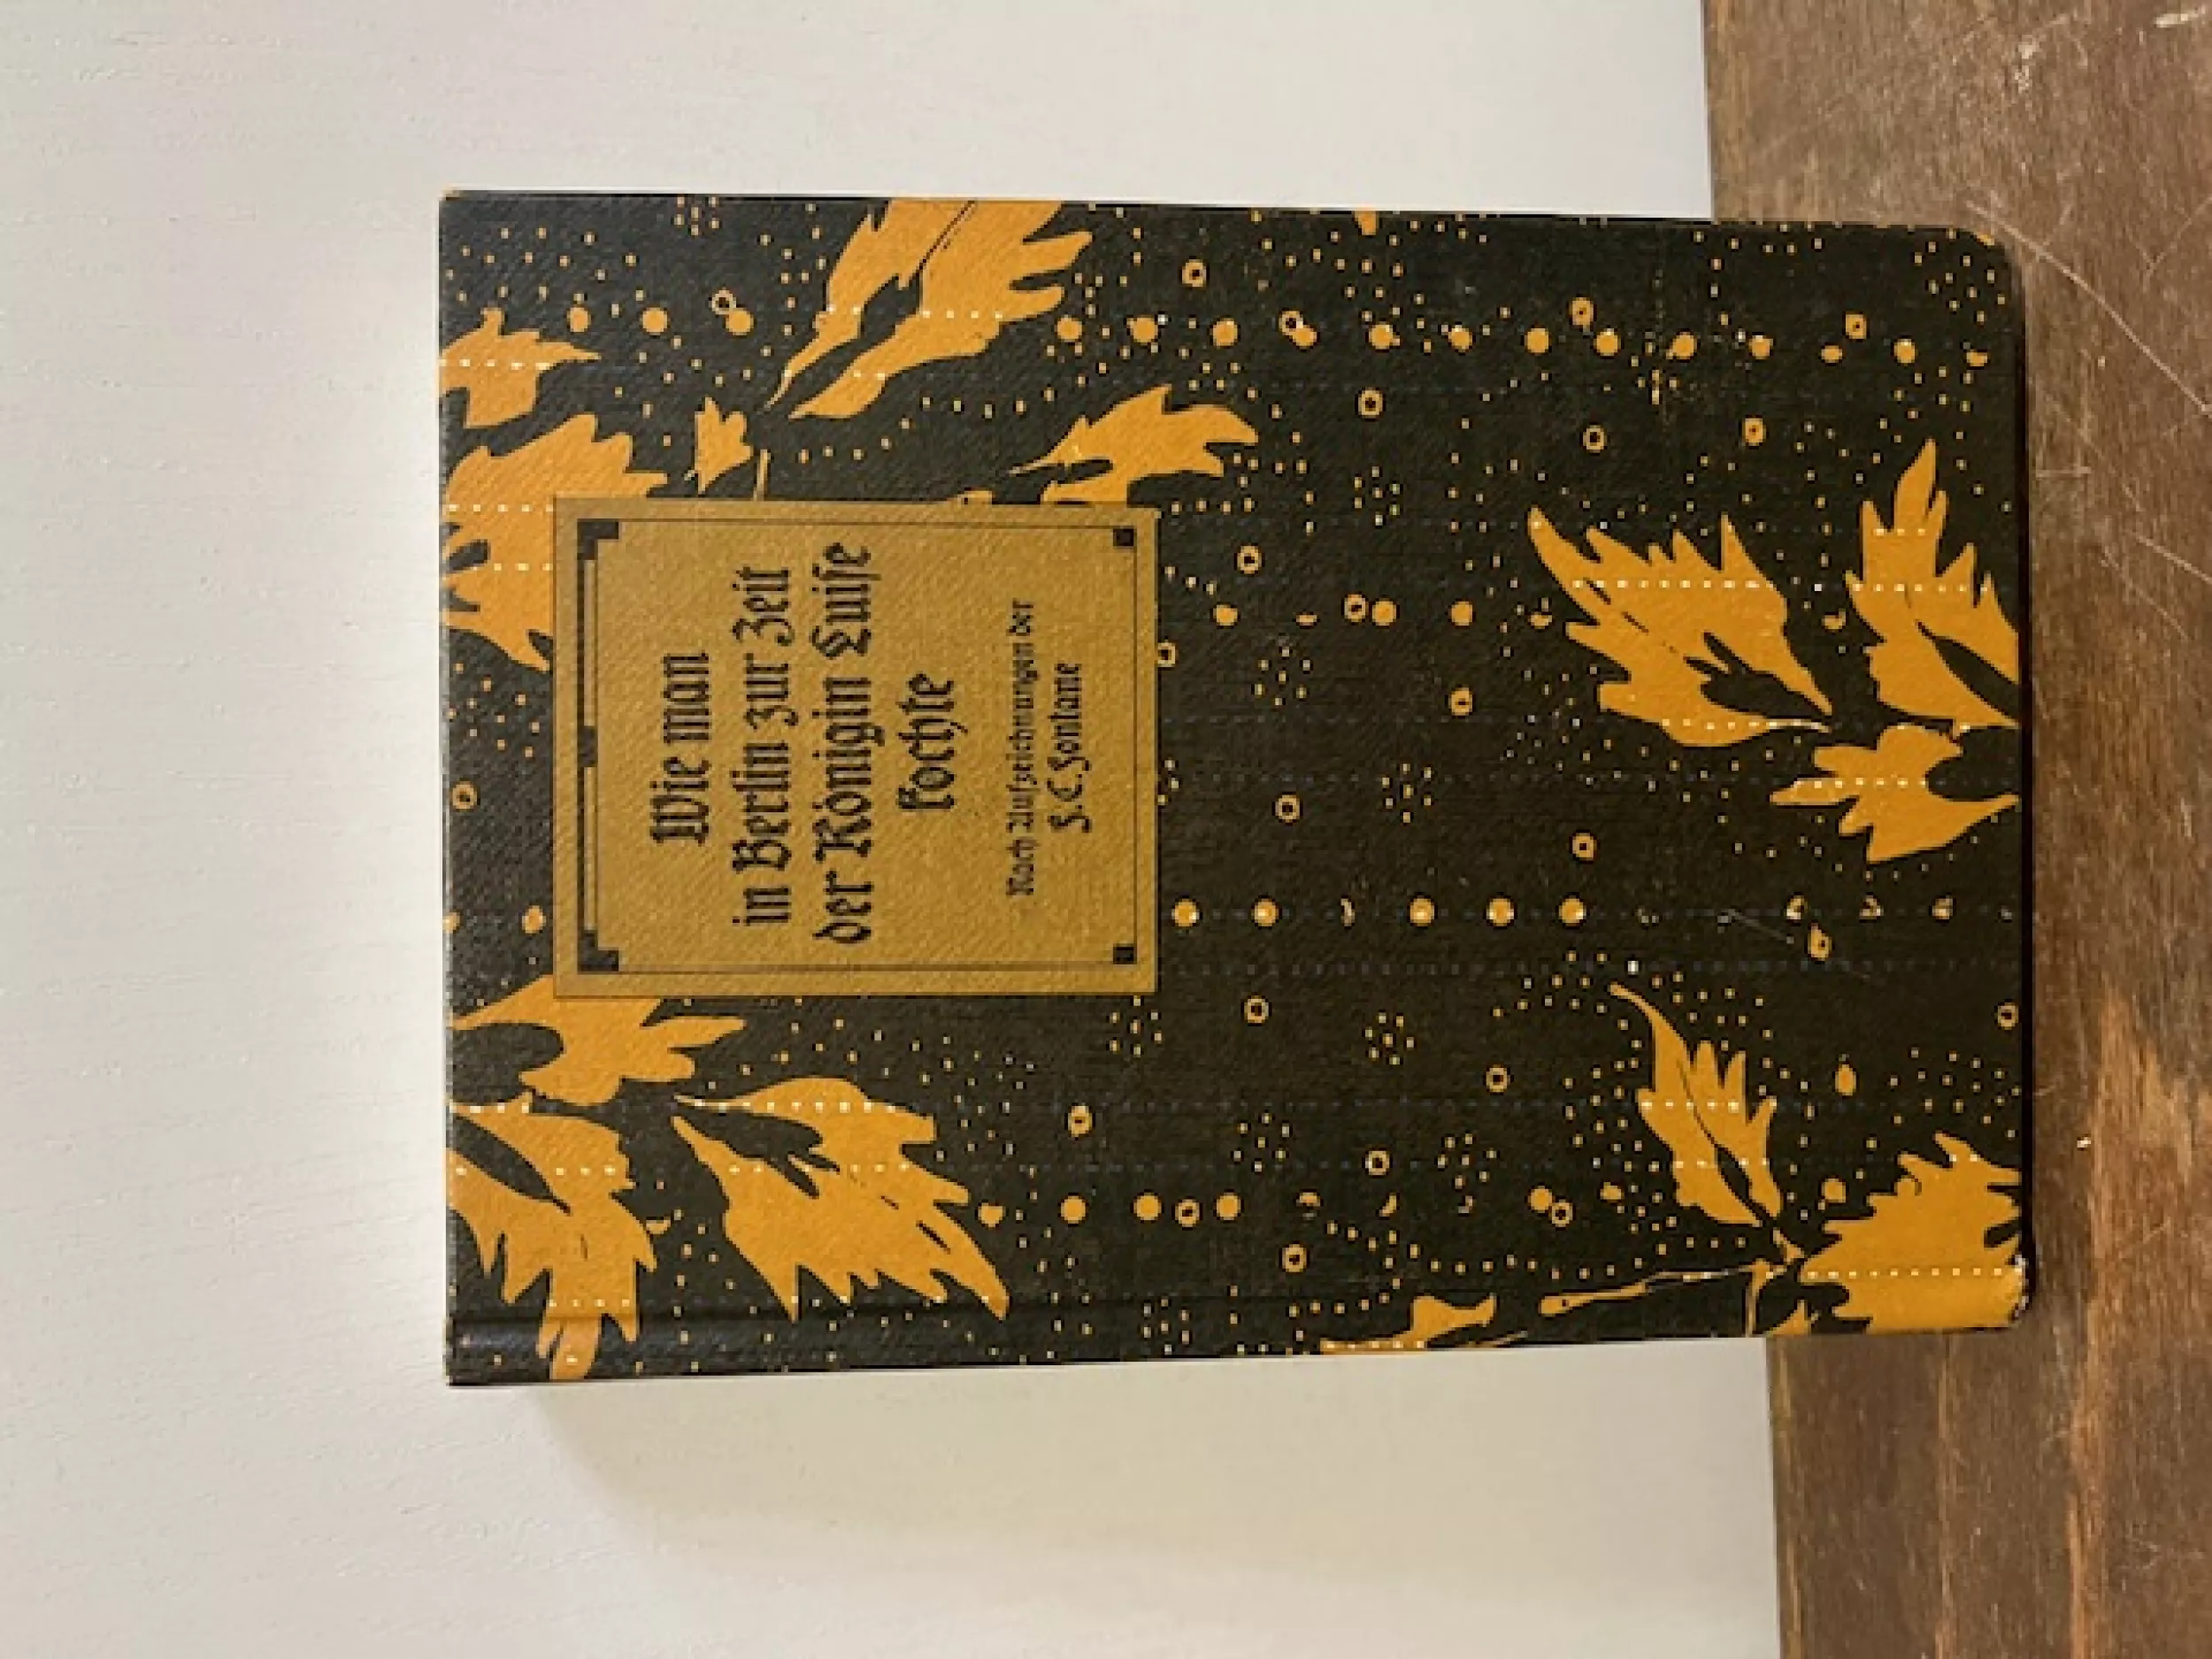 Wie man
in Berlin zur Zeit
der Königin Luiſe
kochte
Nach Aufzeichnungen der
F. C. Fontane